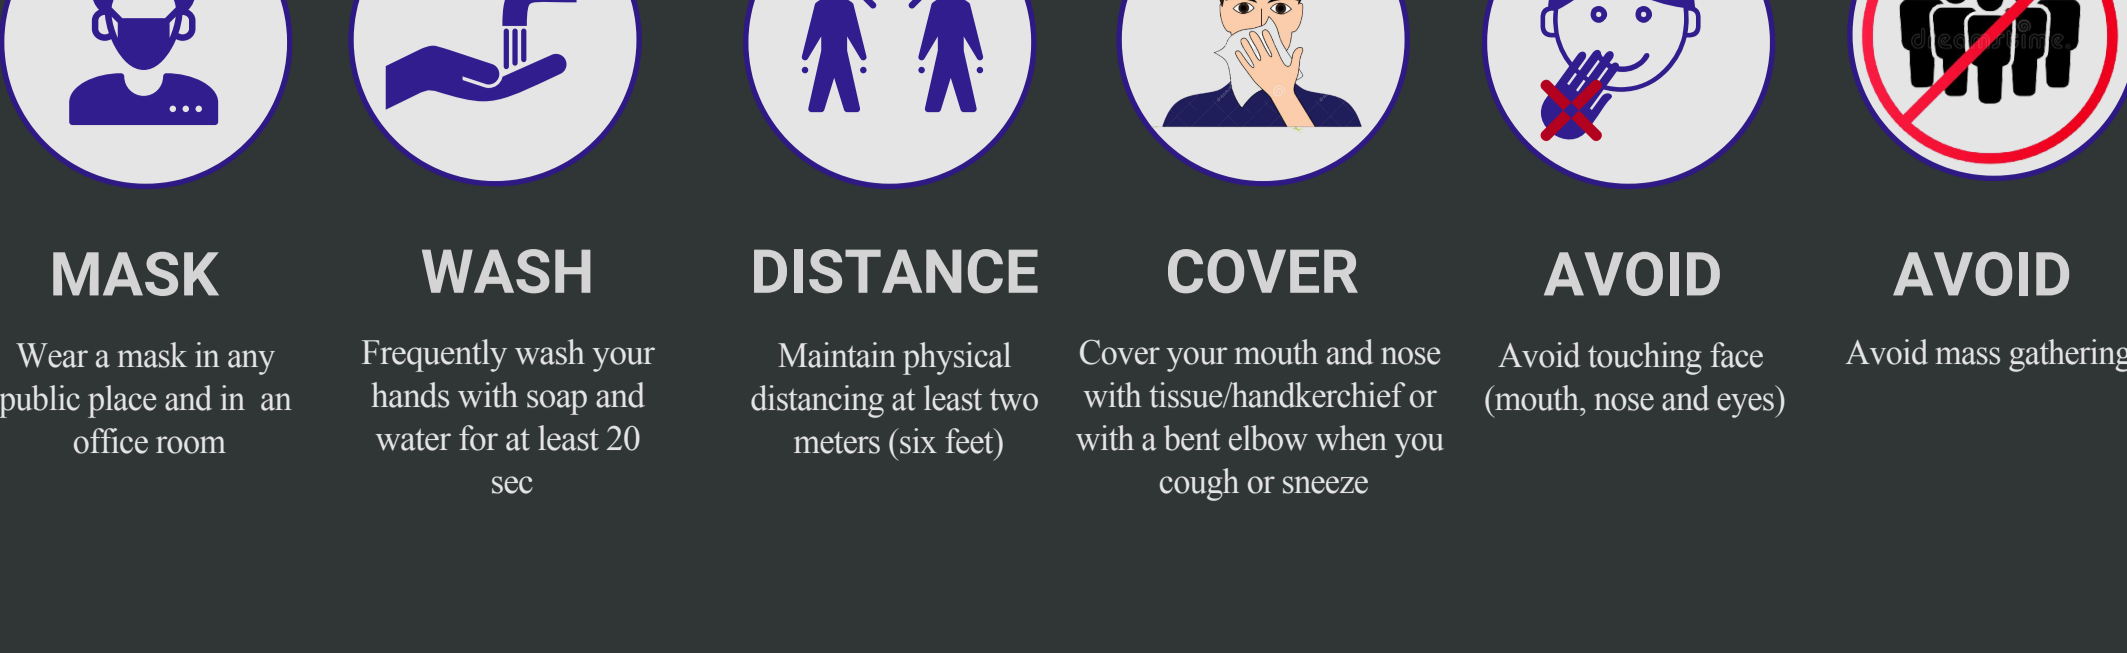 dreamstime.
MASK
Wear a mask in any
public place and in an
office room
WASH
Frequently wash your
hands with soap and
water for at least 20
sec
DISTANCE
Maintain physical
distancing at least two
meters (six feet)
COVER
Cover your mouth and nose
with tissue/handkerchief or
with a bent elbow when you
cough or sneeze
AVOID
Avoid touching face
(mouth, nose and eyes)
AVOID
Avoid mass gathering